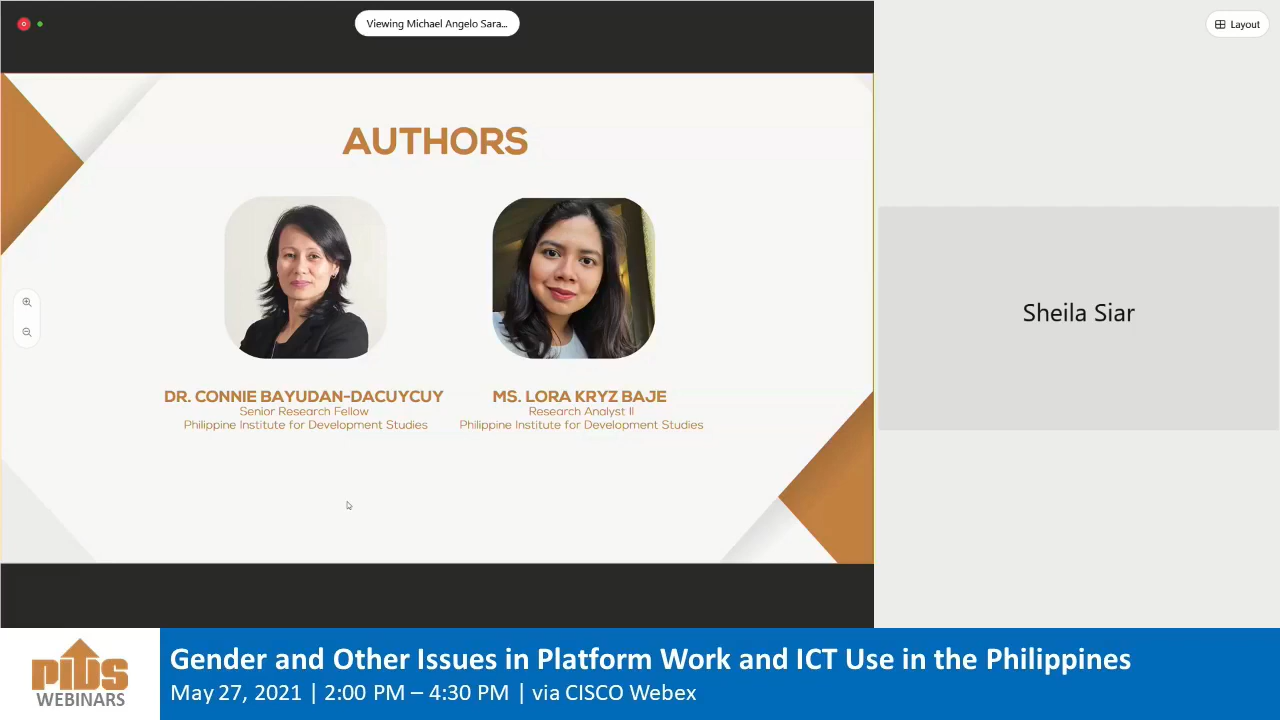 Viewing Michael Angelo Sara...
Layout
AUTHORS
DR. CONNIE BAYUDAN-DACUYCUY
Senior Research Fellow
Philippine Institute for Development Studies
MS. LORA KRYZ BAJE
Research Analyst II
Philippine Institute for Development Studies
Sheila Siar
PIDS
WEBINARS
Gender and Other Issues in Platform Work and ICT Use in the Philippines
May 27, 2021 | 2:00 PM – 4:30 PM | via CISCO Webex